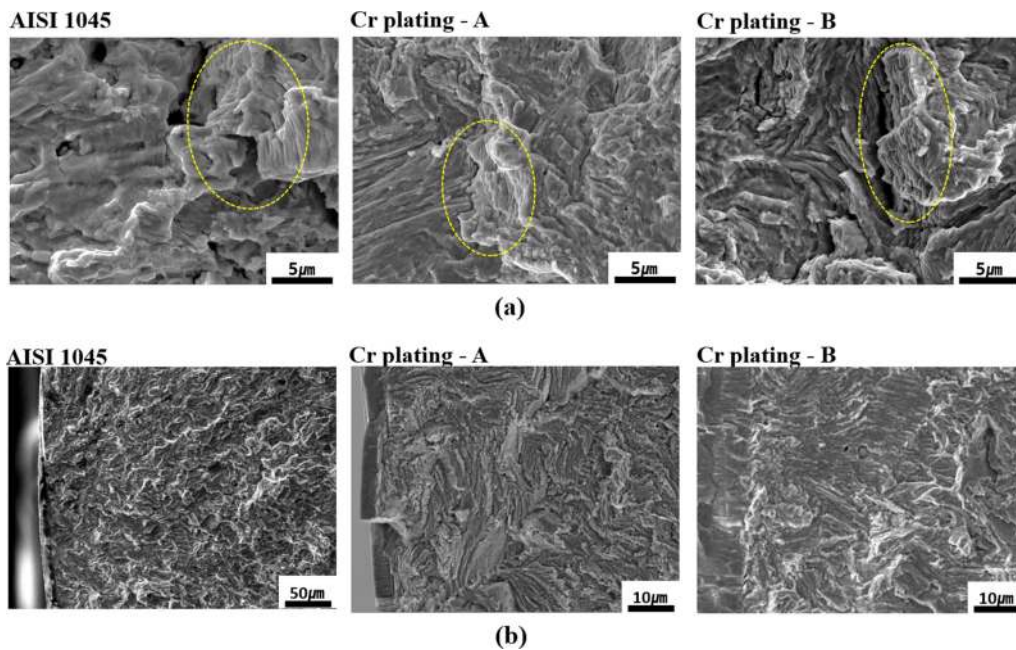 AISI 1045
Cr plating - A
Cr plating - B
5㎛
5㎛
5㎛
(a)
AISI 1045
Cr plating - A
Cr plating - B
50㎛
10㎛
10㎛
(b)